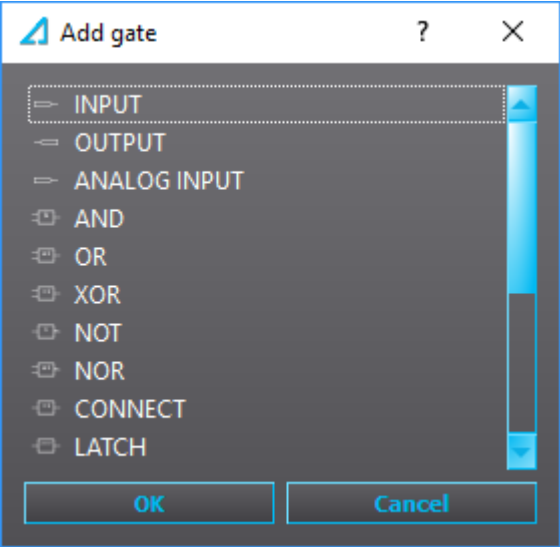 Add gate ?
INPUT
OUTPUT
ANALOG INPUT
AND
OR
XOR
NOT
NOR
CONNECT
LATCH
OK Cancel